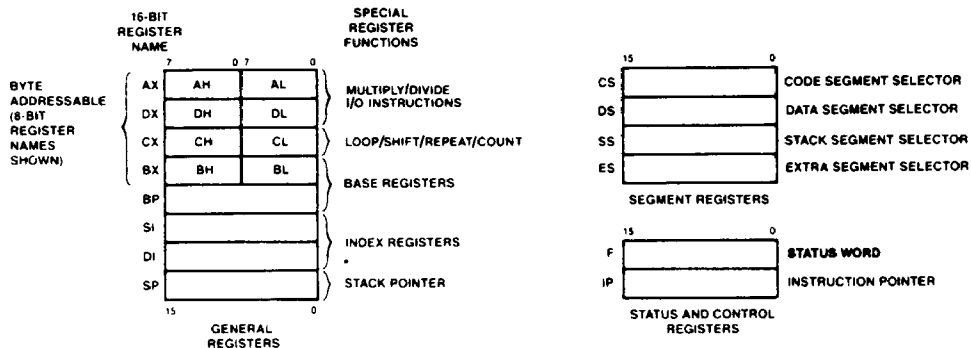 16-BIT
REGISTER
NAME
SPECIAL
REGISTER
FUNCTIONS
7 0 7 0
BYTE
ADDRESSABLE
(8-BIT
REGISTER
NAMES
SHOWN)
AX AH AL
DX DH DL
MULTIPLY/DIVIDE
I/O INSTRUCTIONS
CX CH CL LOOP/SHIFT/REPEAT/COUNT
BX BH BL
BP
BASE REGISTERS
SI
DI
INDEX REGISTERS
SP STACK POINTER
15 0
GENERAL
REGISTERS
15 0
CS CODE SEGMENT SELECTOR
DS DATA SEGMENT SELECTOR
SS STACK SEGMENT SELECTOR
ES EXTRA SEGMENT SELECTOR
SEGMENT REGISTERS
15 0
F STATUS WORD
IP INSTRUCTION POINTER
STATUS AND CONTROL
REGISTERS